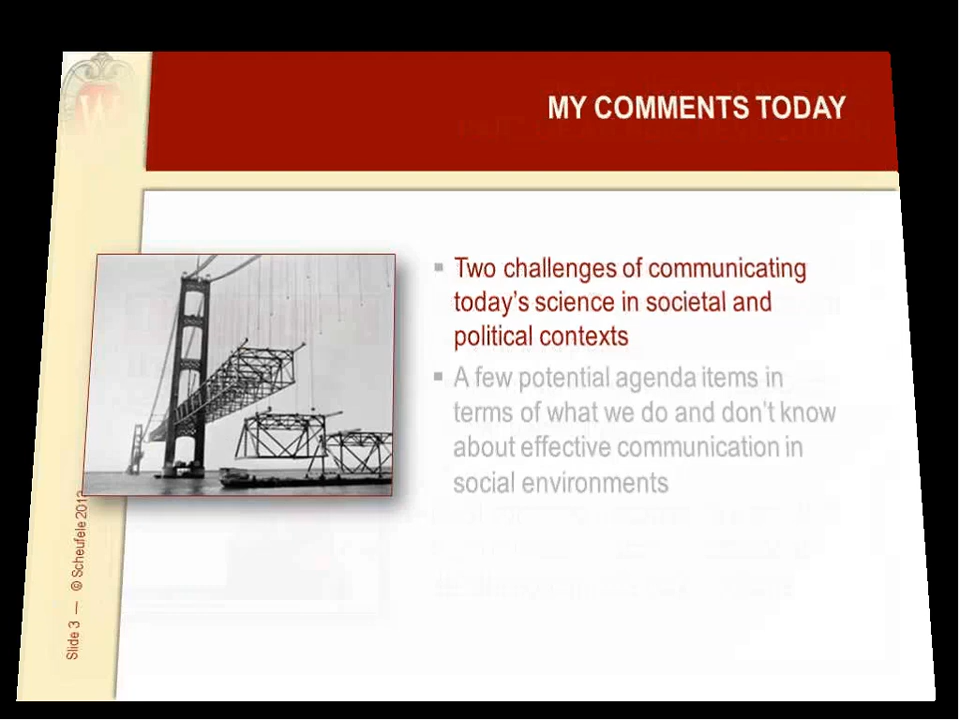 MY COMMENTS TODAY
▪ Two challenges of communicating
today's science in societal and
political contexts
▪ A few potential agenda items in
terms of what we do and don't know
about effective communication in
social environments
Slide 3 — © Scheufele 2012
W